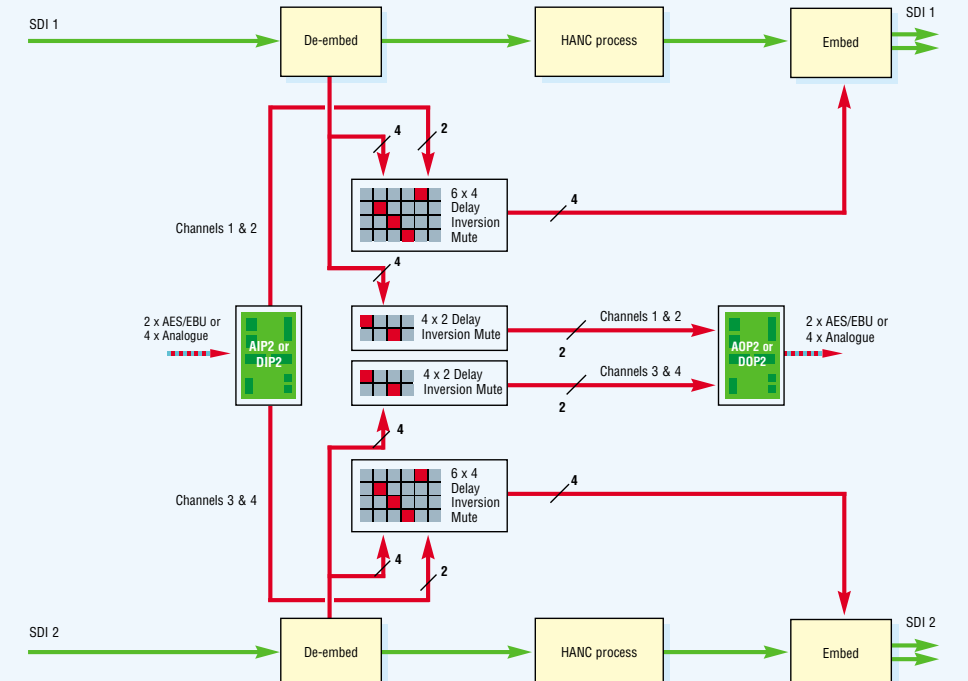 SDI 1
De-embed
HANC process
Embed
SDI 1
4
2
6 x 4
Delay
Inversion
Mute
4
Channels 1 & 2
4
2 x AES/EBU or
4 x Analogue
AIP2 or
DIP2
4 x 2 Delay
Inversion Mute
Channels 1 & 2
2
AOP2 or
DOP2
2 x AES/EBU or
4 x Analogue
4 x 2 Delay
Inversion Mute
Channels 3 & 4
2
4
Channels 3 & 4
6 x 4
Delay
Inversion
Mute
4
4
2
SDI 2
De-embed
HANC process
Embed
SDI 2